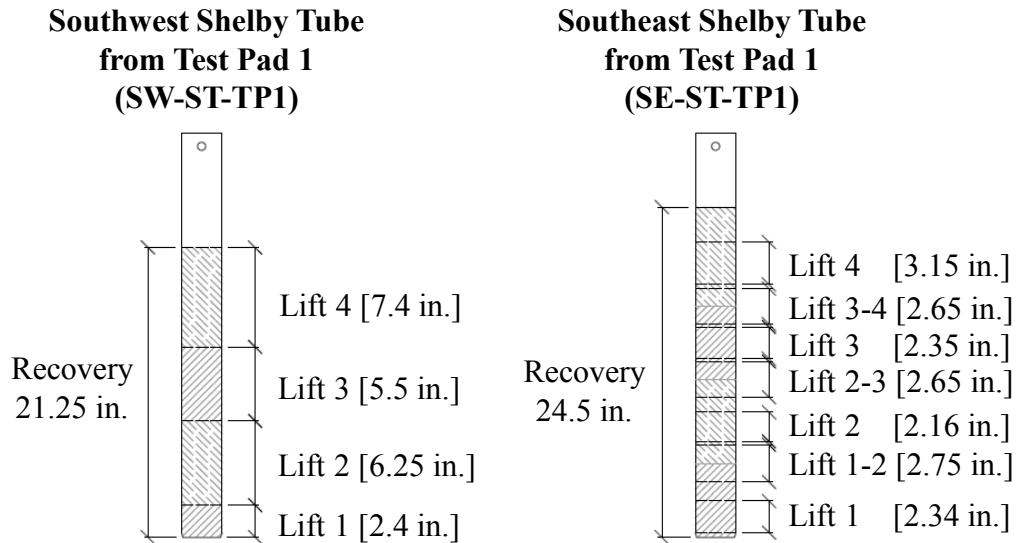 Southwest Shelby Tube
from Test Pad 1
(SW-ST-TP1)
Recovery
21.25 in.
Lift 4 [7.4 in.]
Lift 3 [5.5 in.]
Lift 2 [6.25 in.]
Lift 1 [2.4 in.]
Southeast Shelby Tube
from Test Pad 1
(SE-ST-TP1)
Recovery
24.5 in.
Lift 4 [3.15 in.]
Lift 3-4 [2.65 in.]
Lift 3 [2.35 in.]
Lift 2-3 [2.65 in.]
Lift 2 [2.16 in.]
Lift 1-2 [2.75 in.]
Lift 1 [2.34 in.]